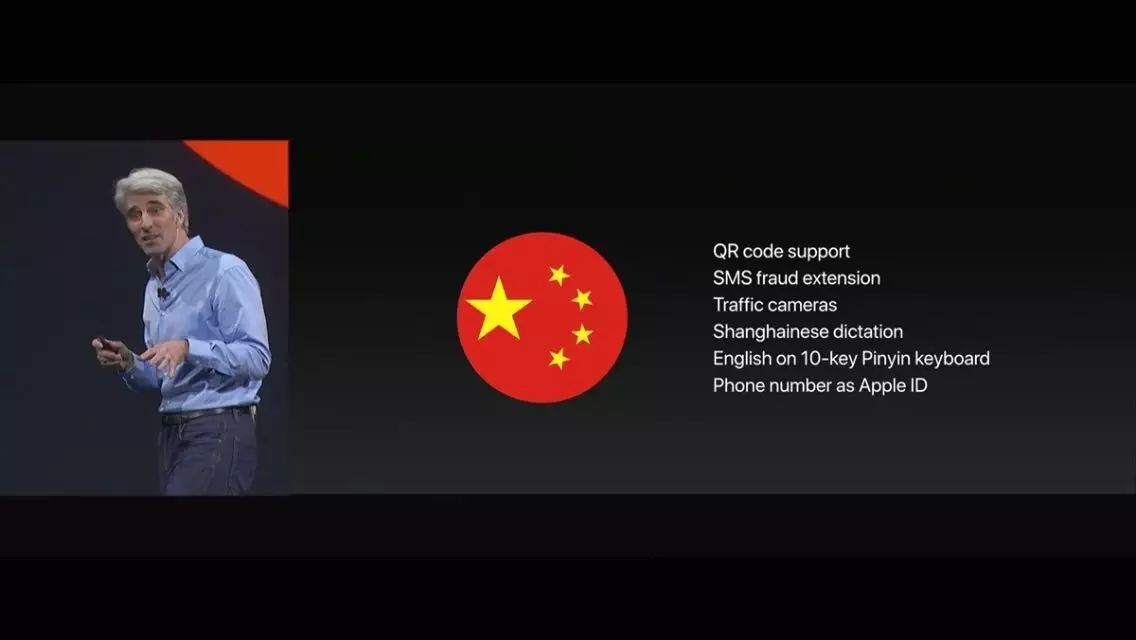 QR code support
SMS fraud extension
Traffic cameras
Shanghainese dictation
English on 10-key Pinyin keyboard
Phone number as Apple ID